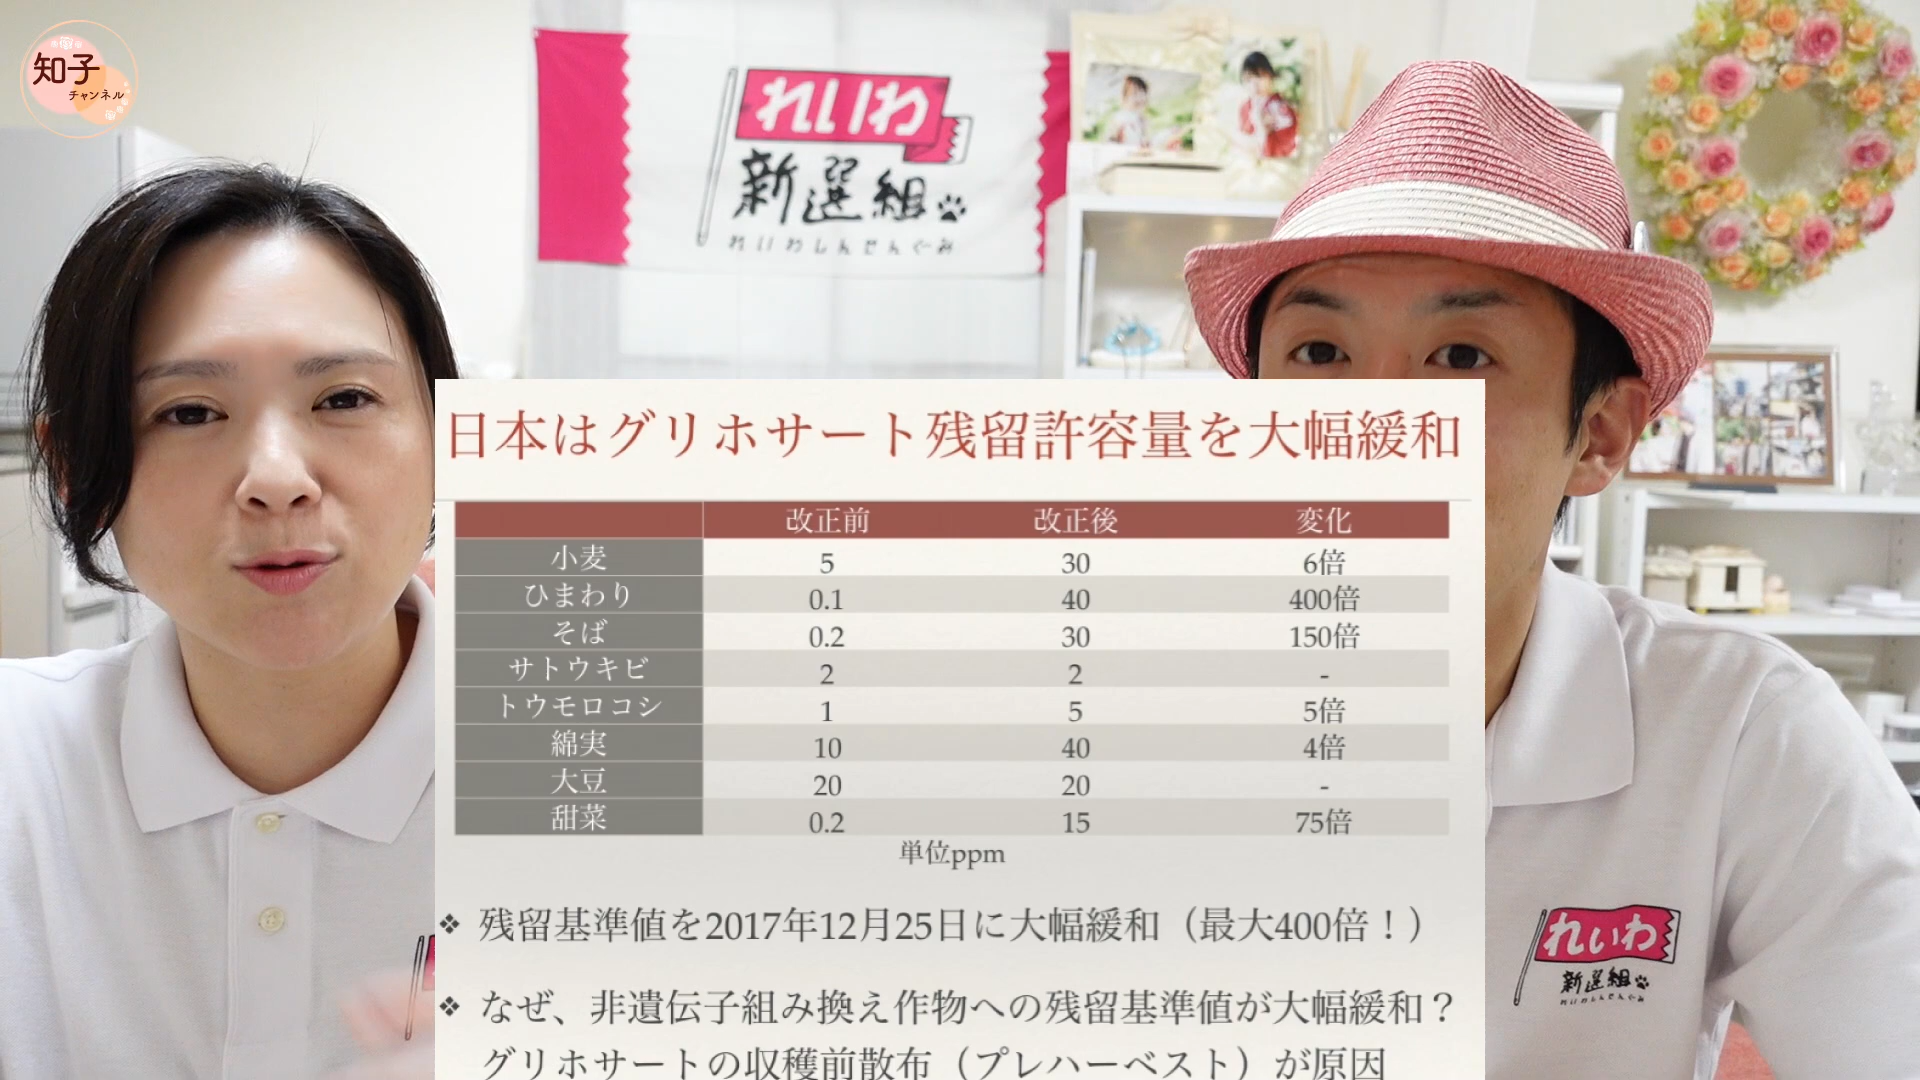 知子
チャンネル
れいわ
新選組
れいわしんせんぐみ
日本はグリホサート残留許容量を大幅緩和
改正前 改正後 変化
小麦 5 30 6倍
ひまわり 0.1 40 400倍
そば 0.2 30 150倍
サトウキビ 2 2 -
トウモロコシ 1 5 5倍
綿実 10 40 4倍
大豆 20 20 -
甜菜 0.2 15 75倍
単位ppm
❖ 残留基準値を2017年12月25日に大幅緩和（最大400倍！）
❖ なぜ、非遺伝子組み換え作物への残留基準値が大幅緩和？
グリホサートの収穫前散布（プレハーベスト）が原因
れいわ
新選組
れいわしんせんぐみ